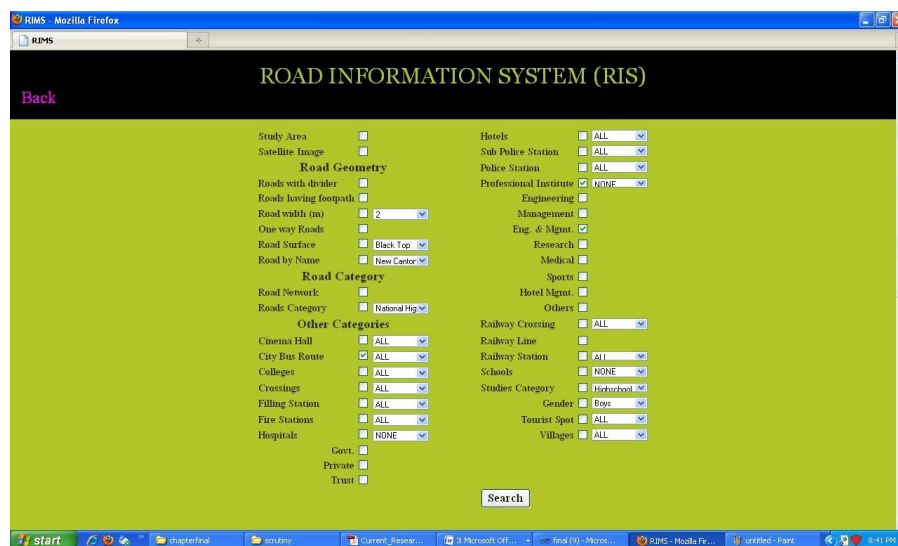 RIMS - Mozilla Firefox
RIMS
ROAD INFORMATION SYSTEM (RIS)
Back
Study Area
Satellite Image
Road Geometry
Roads with divider
Roads having footpath
Road width (m) 2
One way Roads
Road Surface Black Top
Road by Name New Cantor
Road Category
Road Network
Roads Category National Hig
Other Categories
Cinema Hall ALL
City Bus Route ALL
Colleges ALL
Crossings ALL
Filling Station ALL
Fire Stations ALL
Hospitals NONE
Govt.
Private
Trust
Hotels ALL
Sub Police Station ALL
Police Station ALL
Professional Institute NONE
Engineering
Management
Eng. & Mgmt.
Research
Medical
Sports
Hotel Mgmt.
Others
Railway Crossing ALL
Railway Line
Railway Station ALL
Schools NONE
Studies Category Highschool
Gender Boys
Tourist Spot ALL
Villages ALL
Search
start » chapterfinal scrutiny Current_Resear... 3 Microsoft Off... final (9) - Micros... RIMS - Mozilla Fir... untitled - Paint 8:41 PM